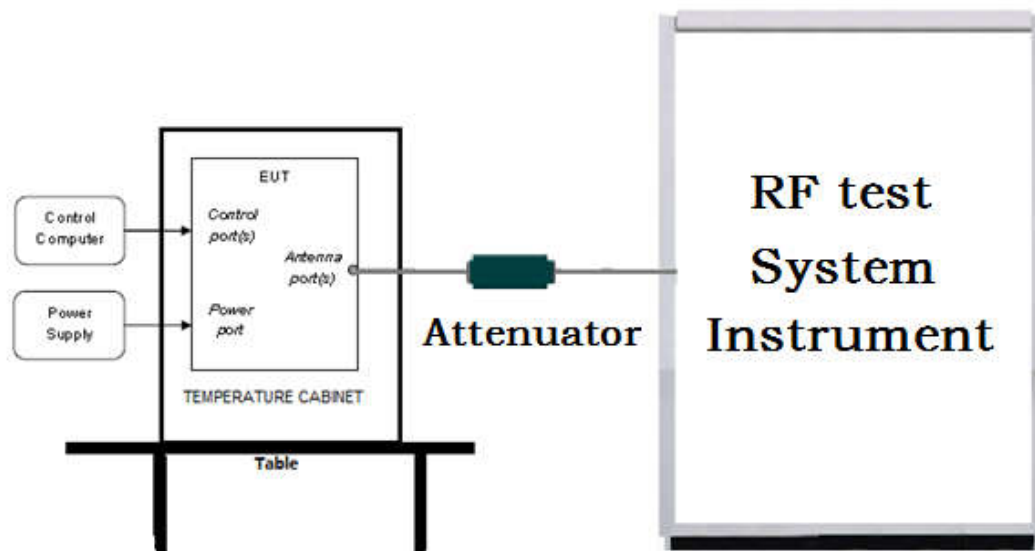 EUT
Control
Computer
Control
port(s)
Antenna
port(s)
Power
Supply
Power
port
TEMPERATURE CABINET
Table
Attenuator
RF test
System
Instrument